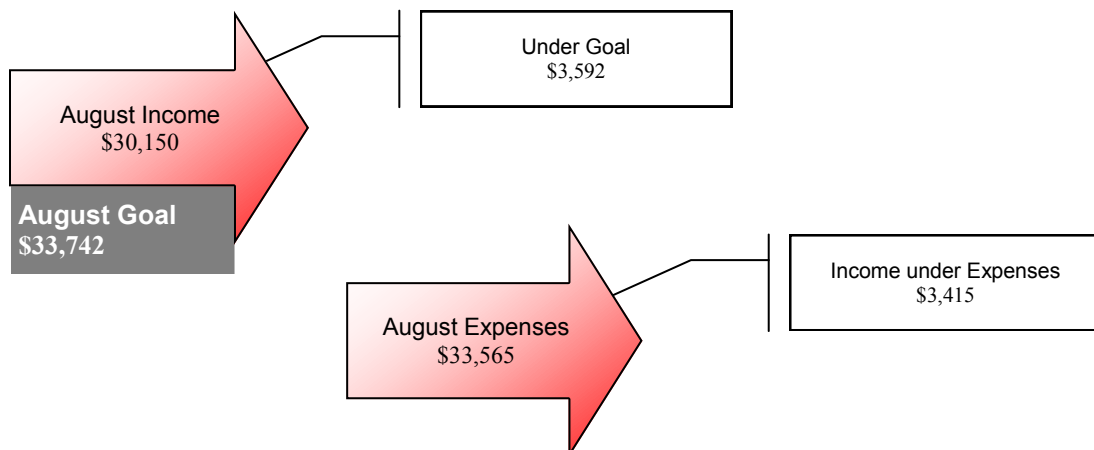 Under Goal
$3,592
August Income
$30,150
August Goal
$33,742
Income under Expenses
$3,415
August Expenses
$33,565